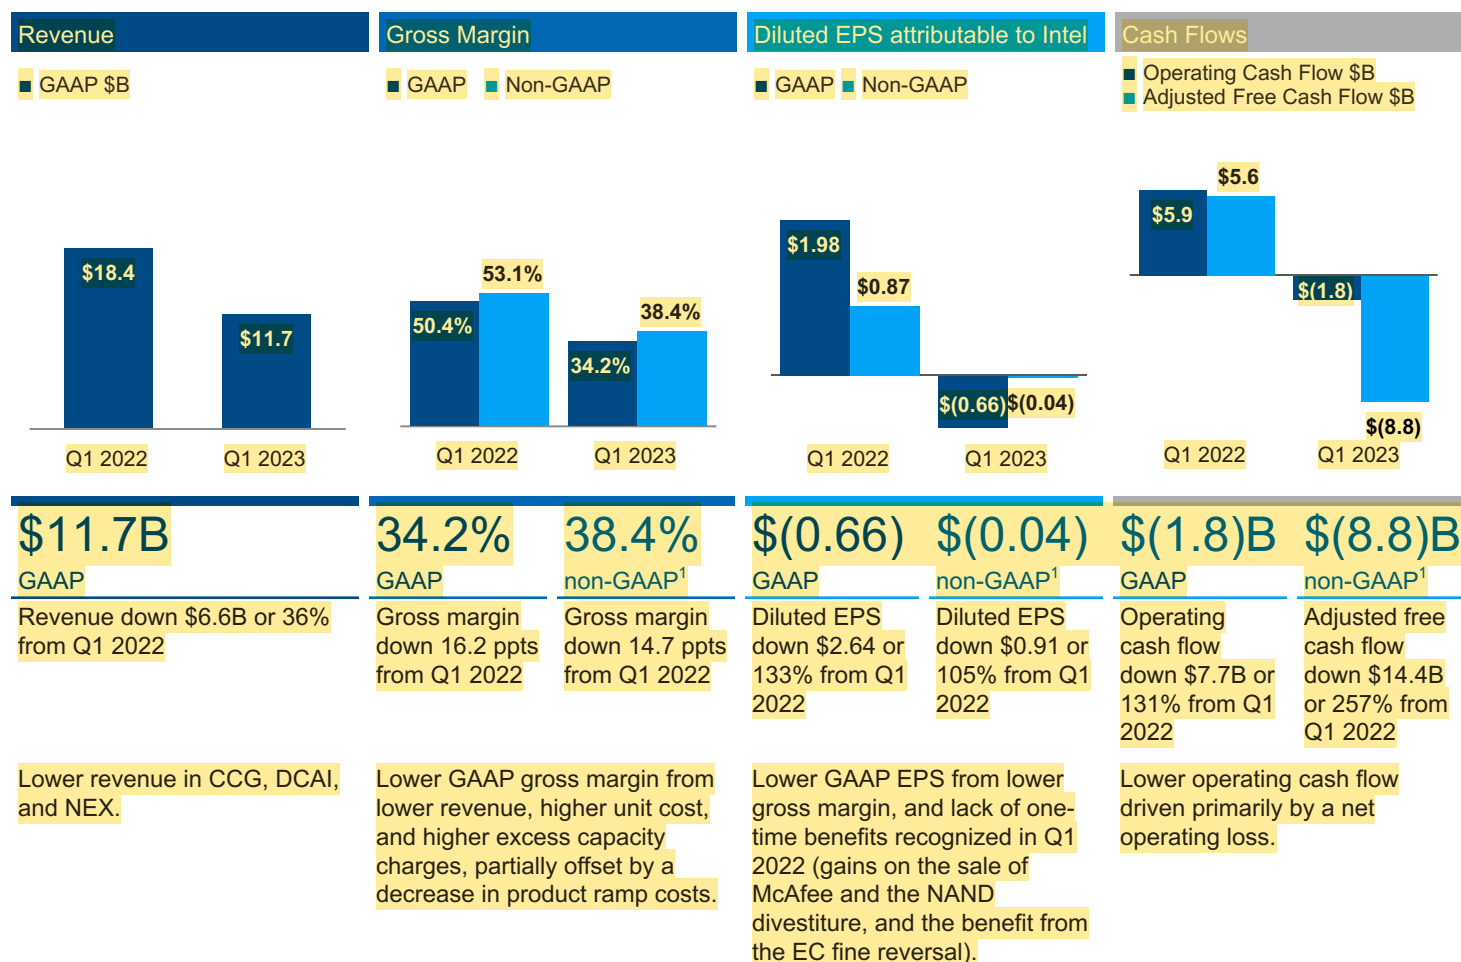 Revenue
■ GAAP $B
$18.4
$11.7
Q1 2022
Q1 2023
Gross Margin
■ GAAP ■ Non-GAAP
53.1%
50.4%
38.4%
34.2%
Q1 2022
Q1 2023
Diluted EPS attributable to Intel
■ GAAP ■ Non-GAAP
$1.98
$0.87
$(0.66)
$(0.04)
Q1 2022
Q1 2023
Cash Flows
■ Operating Cash Flow $B
■ Adjusted Free Cash Flow $B
$5.6
$5.9
$(1.8)
$(8.8)
Q1 2022
Q1 2023
$11.7B
GAAP
Revenue down $6.6B or 36%
from Q1 2022
Lower revenue in CCG, DCAI,
and NEX.
34.2%
GAAP
Gross margin
down 16.2 ppts
from Q1 2022
38.4%
non-GAAP1
Gross margin
down 14.7 ppts
from Q1 2022
Lower GAAP gross margin from
lower revenue, higher unit cost,
and higher excess capacity
charges, partially offset by a
decrease in product ramp costs.
$(0.66)
GAAP
Diluted EPS
down $2.64 or
133% from Q1
2022
$(0.04)
non-GAAP1
Diluted EPS
down $0.91 or
105% from Q1
2022
Lower GAAP EPS from lower
gross margin, and lack of one-
time benefits recognized in Q1
2022 (gains on the sale of
McAfee and the NAND
divestiture, and the benefit from
the EC fine reversal).
$(1.8)B
GAAP
Operating
cash flow
down $7.7B or
131% from Q1
2022
$(8.8)B
non-GAAP1
Adjusted free
cash flow
down $14.4B
or 257% from
Q1 2022
Lower operating cash flow
driven primarily by a net
operating loss.